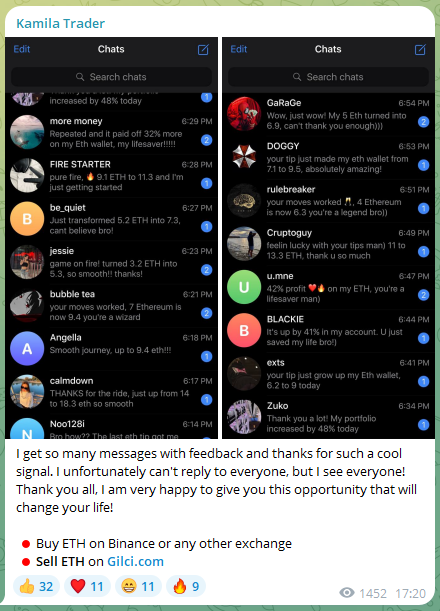 Kamila Trader
Edit Chats
Search chats
increased by 48% today 1
more money 6:29 PM
Repeated and it paid off 32% more
on my Eth wallet, my lifesaver!!!!! 2
FIRE STARTER 6:28 PM
pure fire, 🔥 9.1 ETH to 11.3 and I'm
just getting started 1
B be_quiet 6:27 PM
Just transformed 5.2 ETH into 7.3,
cant believe bro! 1
jessie 6:23 PM
game on fire! turned 3.2 ETH into
5.3, so smooth!! thanks! 2
bubble tea 6:21 PM
your moves worked, 7 Ethereum is
now 9.4 you're a wizard 2
A Angella 6:18 PM
Smooth journey, up to 9.4 eth!!! 1
calmdown 6:17 PM
THANKS for the ride, just up from 14
to 18.3 eth so smooth 1
N Noo128i 6:14 PM
Edit Chats
Search chats
GaRaGe 6:54 PM
Wow, just wow! My 5 Eth turned into
6.9, can't thank you enough))) 2
DOGGY 6:53 PM
your tip just made my eth wallet from
7.1 to 9.5, absolutely amazing! 1
rulebreaker 6:51 PM
your moves worked 🥂, 4 Ethereum
is now 6.3 you're a legend bro)) 1
Cruptoguy 6:49 PM
feelin lucky with your tips man) 11 to
13.3 ETH, thank u so much 1
U u.mne 6:47 PM
42% profit ❤️🔥 on my ETH, you're a
lifesaver man) 2
B BLACKIE 6:44 PM
It's up by 41% in my account. U just
saved my life bro!) 1
exts 6:41 PM
your tip just grow up my Eth wallet,
6.2 to 9 today 1
Zuko 6:34 PM
Thank you a lot! My portfolio
increased by 48% today 1
I get so many messages with feedback and thanks for such a cool
signal. I unfortunately can't reply to everyone, but I see everyone!
Thank you all, I am very happy to give you this opportunity that will
change your life!
🔴 Buy ETH on Binance or any other exchange
🔴 Sell ETH on Gilci.com
👍 32 ❤️ 11 😁 11 🔥 9
1452 17:20